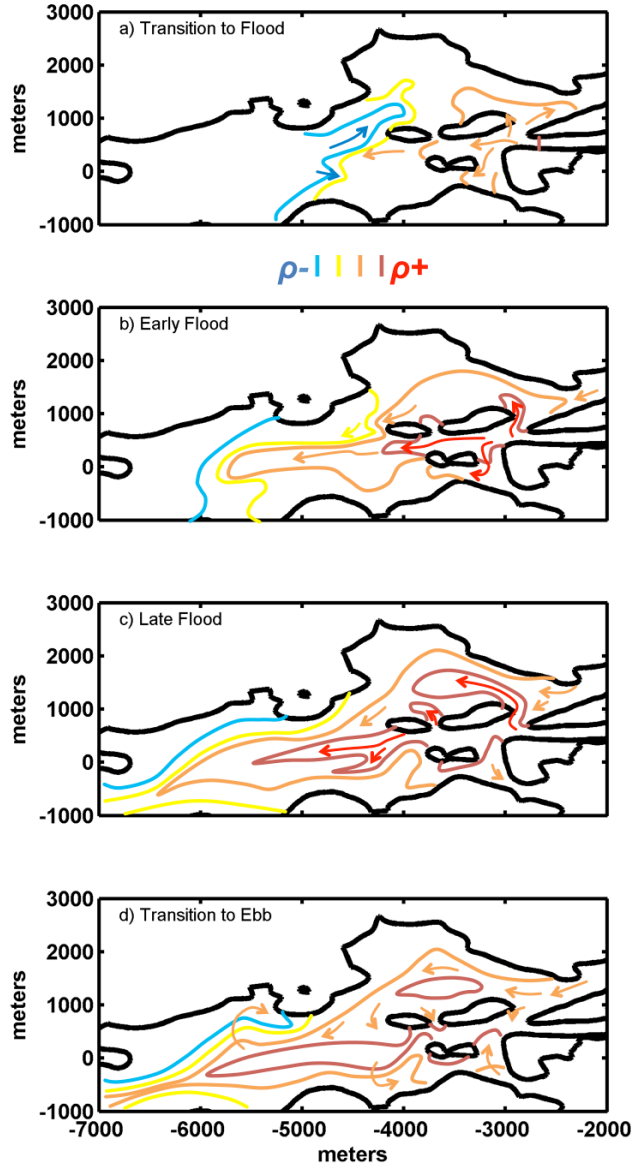 3000
a) Transition to Flood
2000
1000
0
-1000
meters
ρ- ρ+
3000
b) Early Flood
2000
1000
0
-1000
meters
3000
c) Late Flood
2000
1000
0
-1000
meters
3000
d) Transition to Ebb
2000
1000
0
-1000
meters
-7000 -6000 -5000 -4000 -3000 -2000
meters